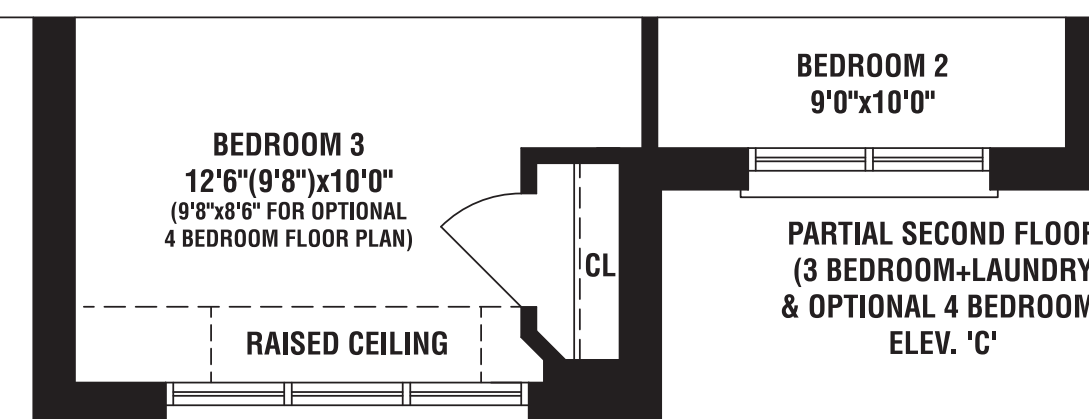 BEDROOM 3
12'6"(9'8")x10'0"
(9'8"x8'6" FOR OPTIONAL
4 BEDROOM FLOOR PLAN)
RAISED CEILING
CL
BEDROOM 2
9'0"x10'0"
PARTIAL SECOND FLOOR
(3 BEDROOM+LAUNDRY
& OPTIONAL 4 BEDROOM
ELEV. 'C'